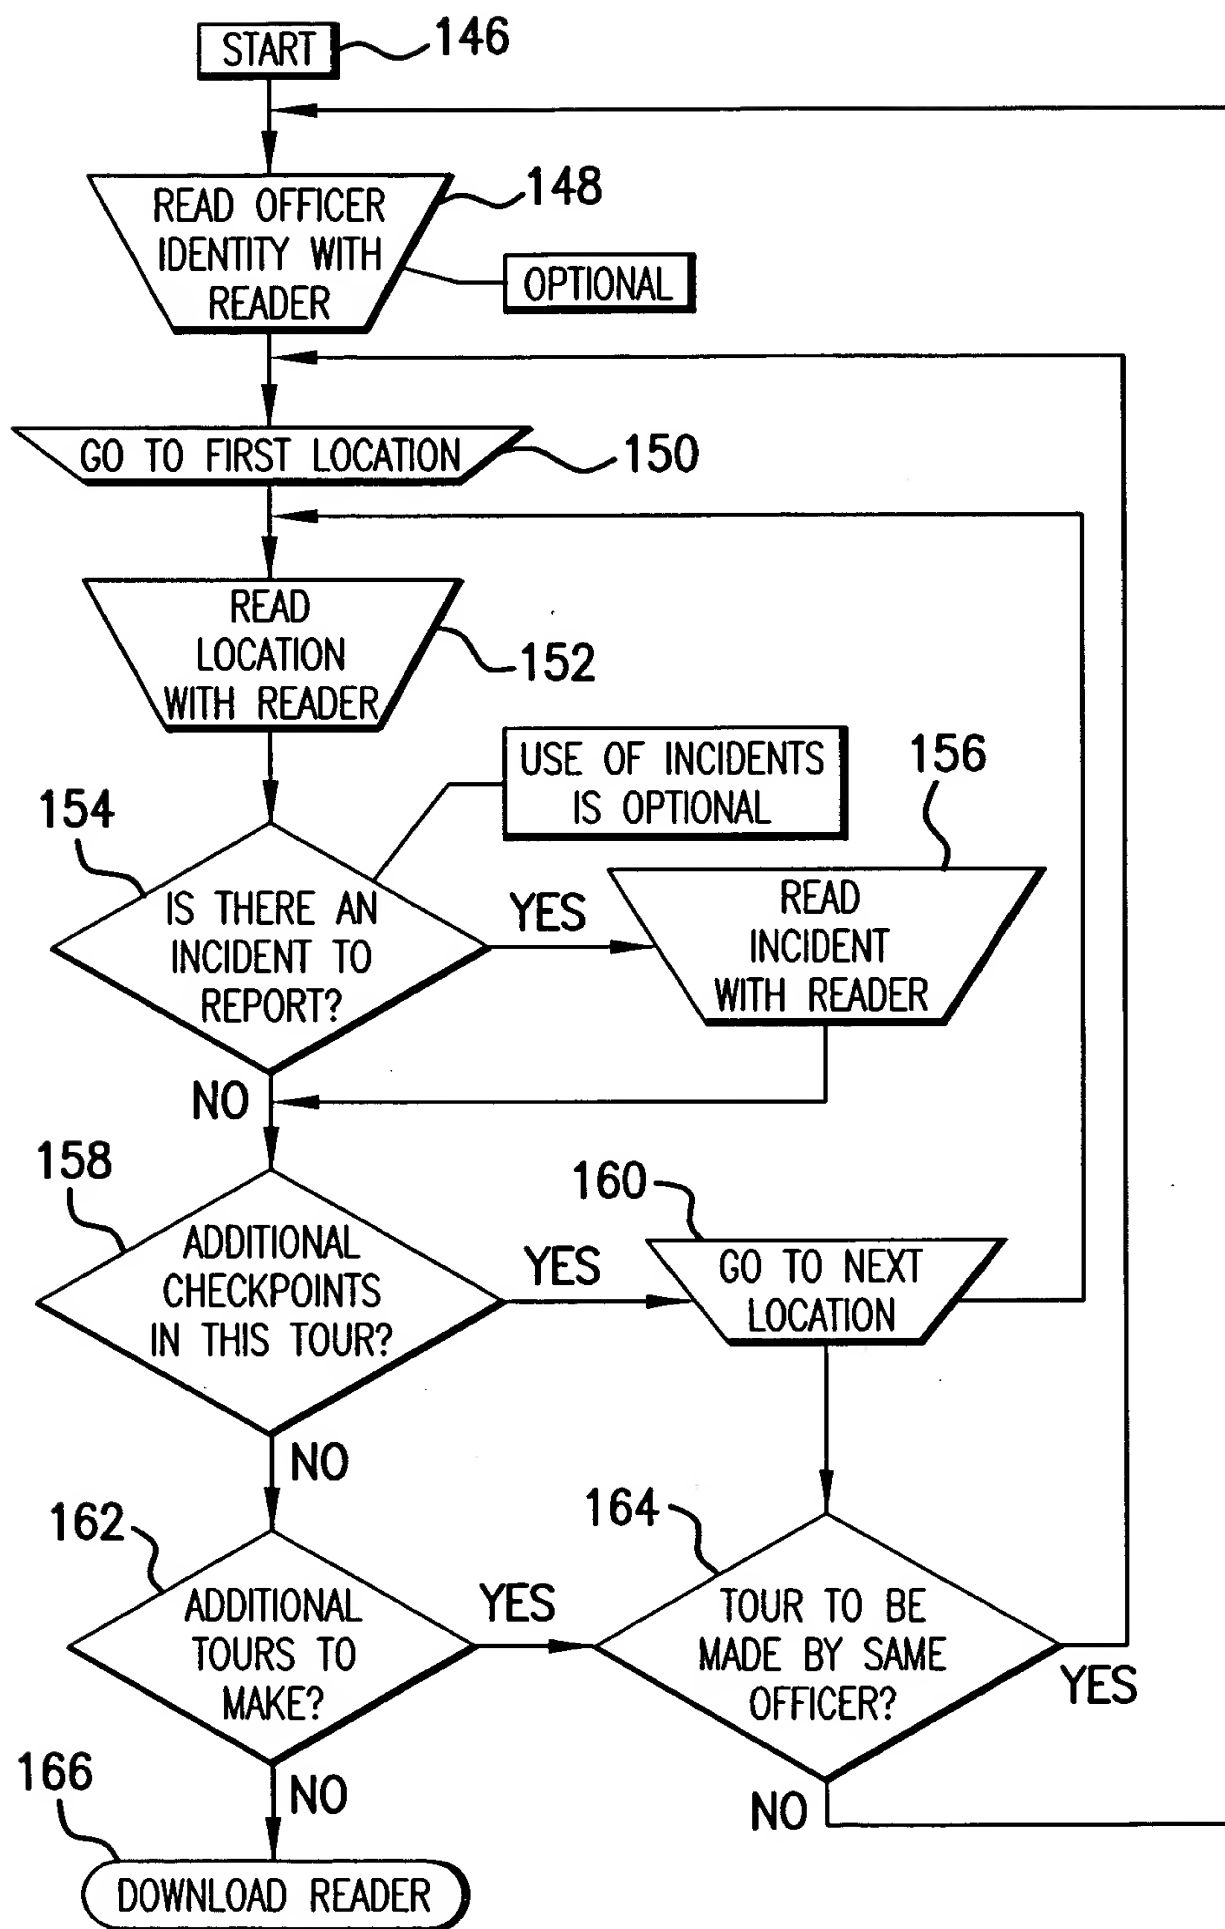 START
146
READ OFFICER
IDENTITY WITH
READER
148
OPTIONAL
GO TO FIRST LOCATION
150
READ
LOCATION
WITH READER
152
USE OF INCIDENTS
IS OPTIONAL
154
IS THERE AN
INCIDENT TO
REPORT?
YES
156
READ
INCIDENT
WITH READER
NO
158
ADDITIONAL
CHECKPOINTS
IN THIS TOUR?
YES
160
GO TO NEXT
LOCATION
NO
162
ADDITIONAL
TOURS TO
MAKE?
YES
164
TOUR TO BE
MADE BY SAME
OFFICER?
YES
NO
NO
166
DOWNLOAD READER